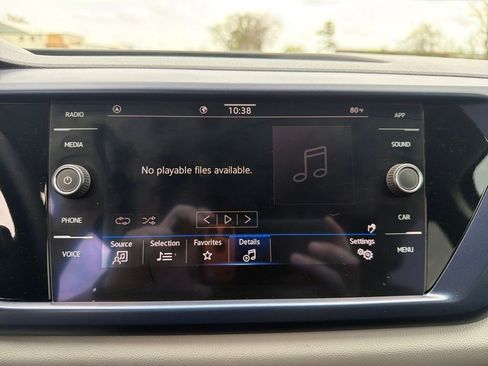 RADIO
10:38
80°F
APP
MEDIA
SOUND
No playable files available.
PHONE
CAR
VOICE
Source
Selection
Favorites
Details
Settings
MENU